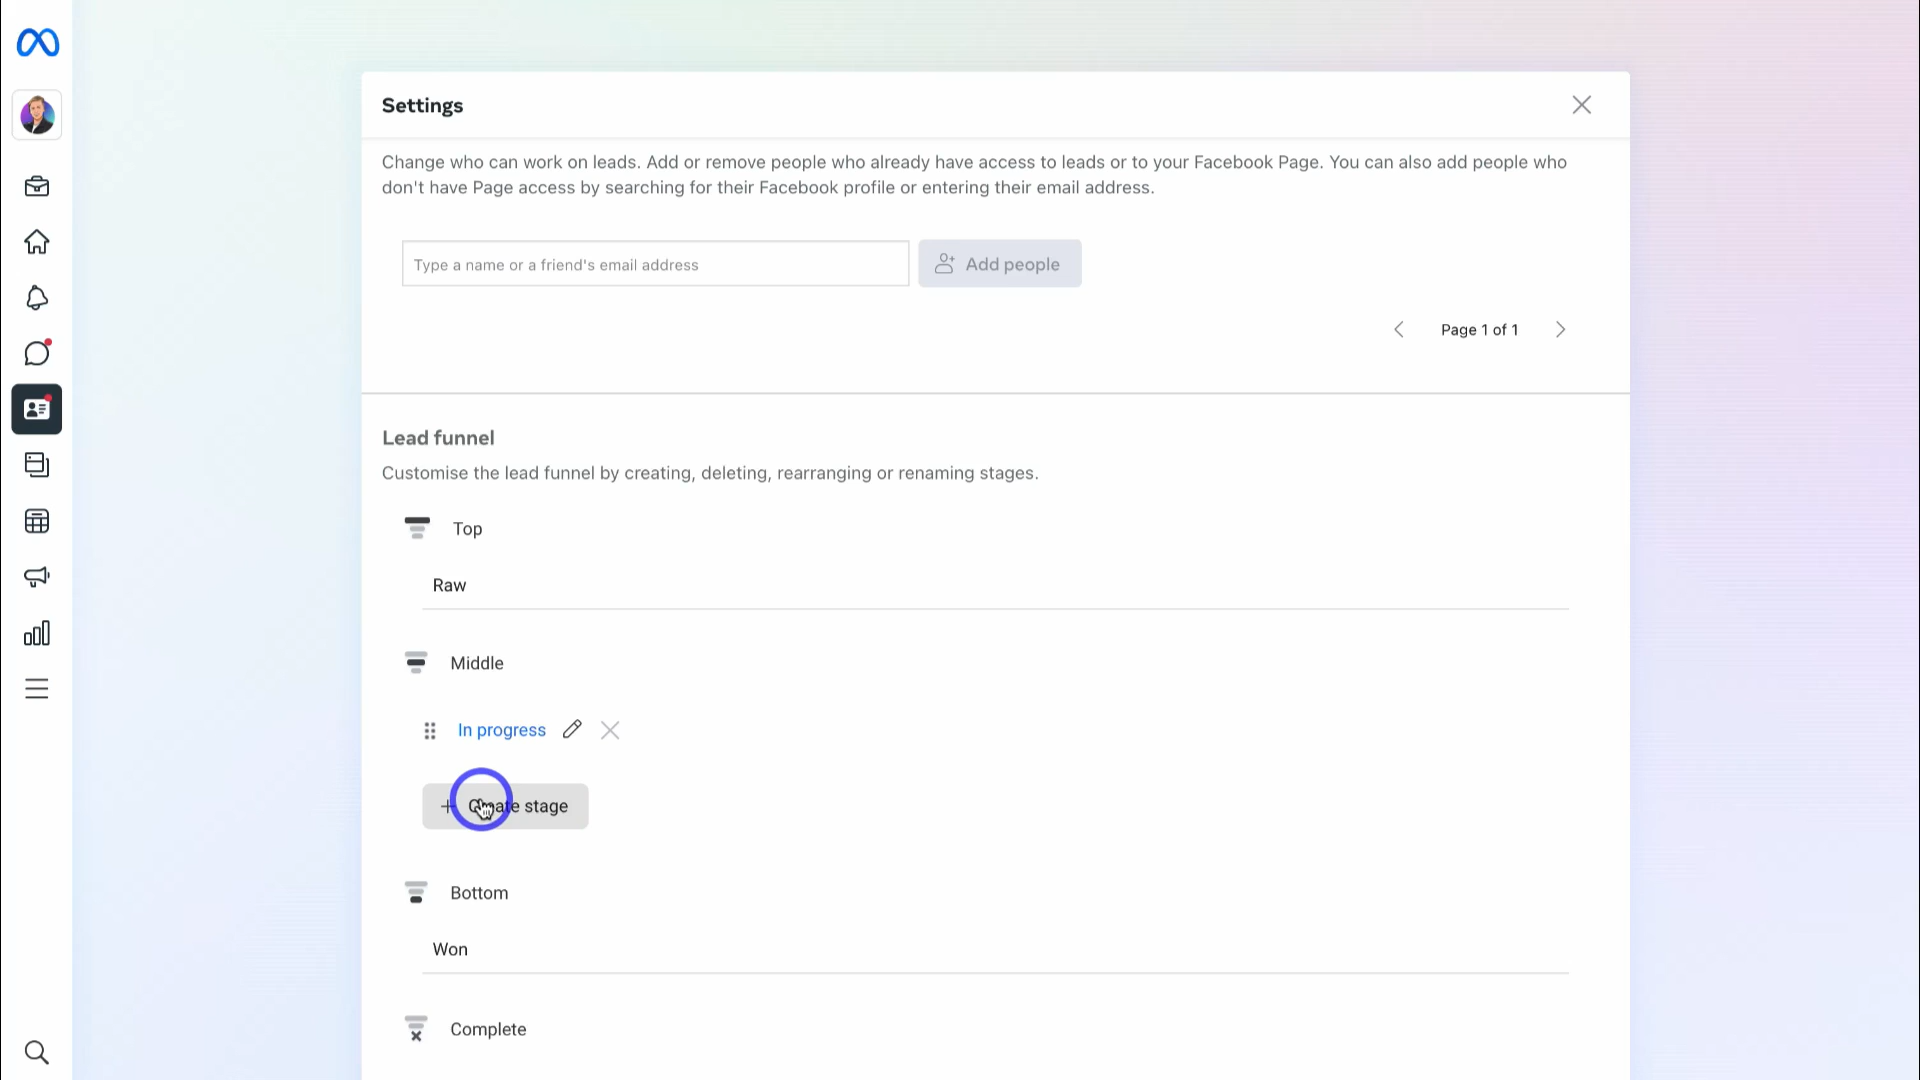 Settings
Change who can work on leads. Add or remove people who already have access to leads or to your Facebook Page. You can also add people who
don't have Page access by searching for their Facebook profile or entering their email address.
Type a name or a friend's email address
Add people
Page 1 of 1
Lead funnel
Customise the lead funnel by creating, deleting, rearranging or renaming stages.
Top
Raw
Middle
In progress
+ Create stage
Bottom
Won
Complete